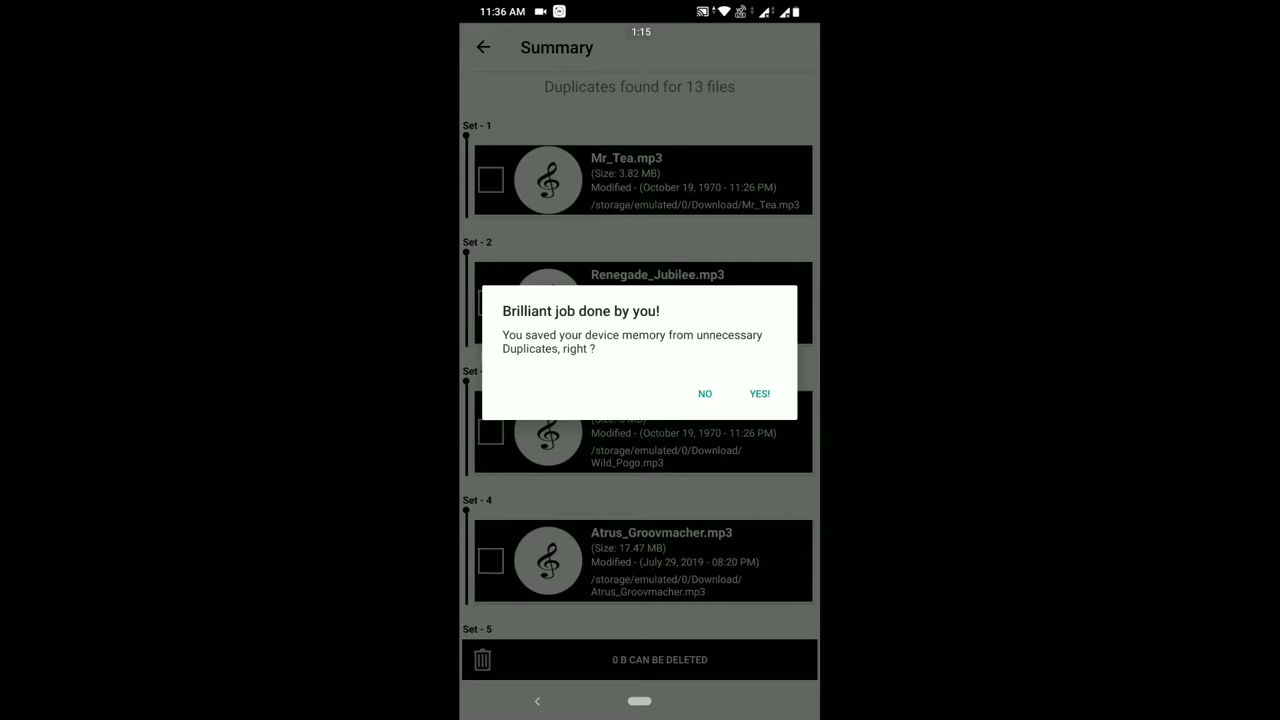 11:36 AM
1:15
Summary
Duplicates found for 13 files
Set - 1
Mr_Tea.mp3
(Size: 3.82 MB)
Modified - (October 19, 1970 - 11:26 PM)
/storage/emulated/0/Download/Mr_Tea.mp3
Set - 2
Renegade_Jubilee.mp3
Brilliant job done by you!
You saved your device memory from unnecessary
Duplicates, right ?
NO
YES!
Modified - (October 19, 1970 - 11:26 PM)
/storage/emulated/0/Download/
Wild_Pogo.mp3
Set - 4
Atrus_Groovmacher.mp3
(Size: 17.47 MB)
Modified - (July 29, 2019 - 08:20 PM)
/storage/emulated/0/Download/
Atrus_Groovmacher.mp3
Set - 5
0 B CAN BE DELETED